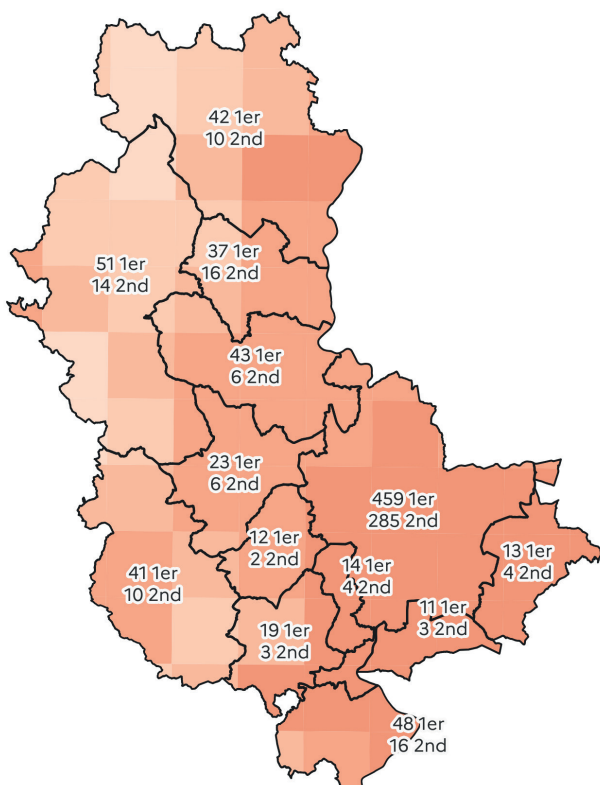 42 1er
10 2nd
37 1er
16 2nd
51 1er
14 2nd
43 1er
6 2nd
23 1er
6 2nd
459 1er
285 2nd
12 1er
2 2nd
13 1er
4 2nd
14 1er
4 2nd
41 1er
10 2nd
11 1er
3 2nd
19 1er
3 2nd
48 1er
16 2nd